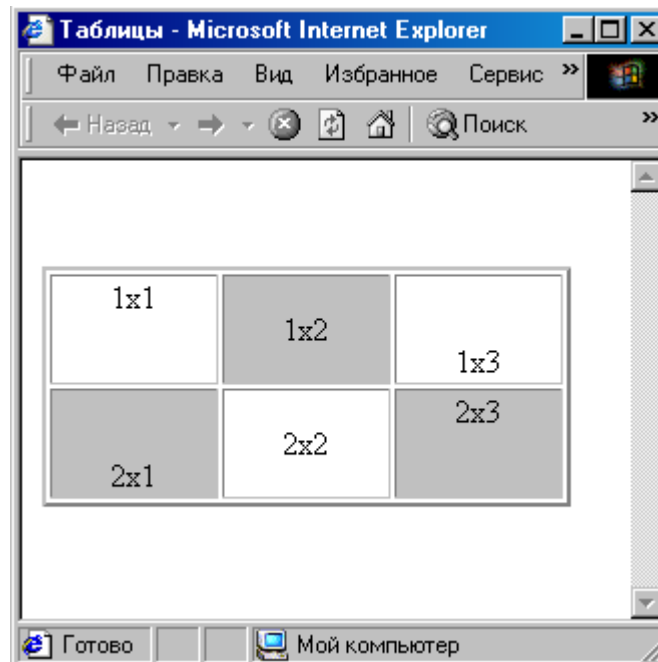 Таблицы - Microsoft Internet Explorer
Файл Правка Вид Избранное Сервис »
Назад Поиск »
1x1 1x2 1x3
2x1 2x2 2x3
Готово Мой компьютер